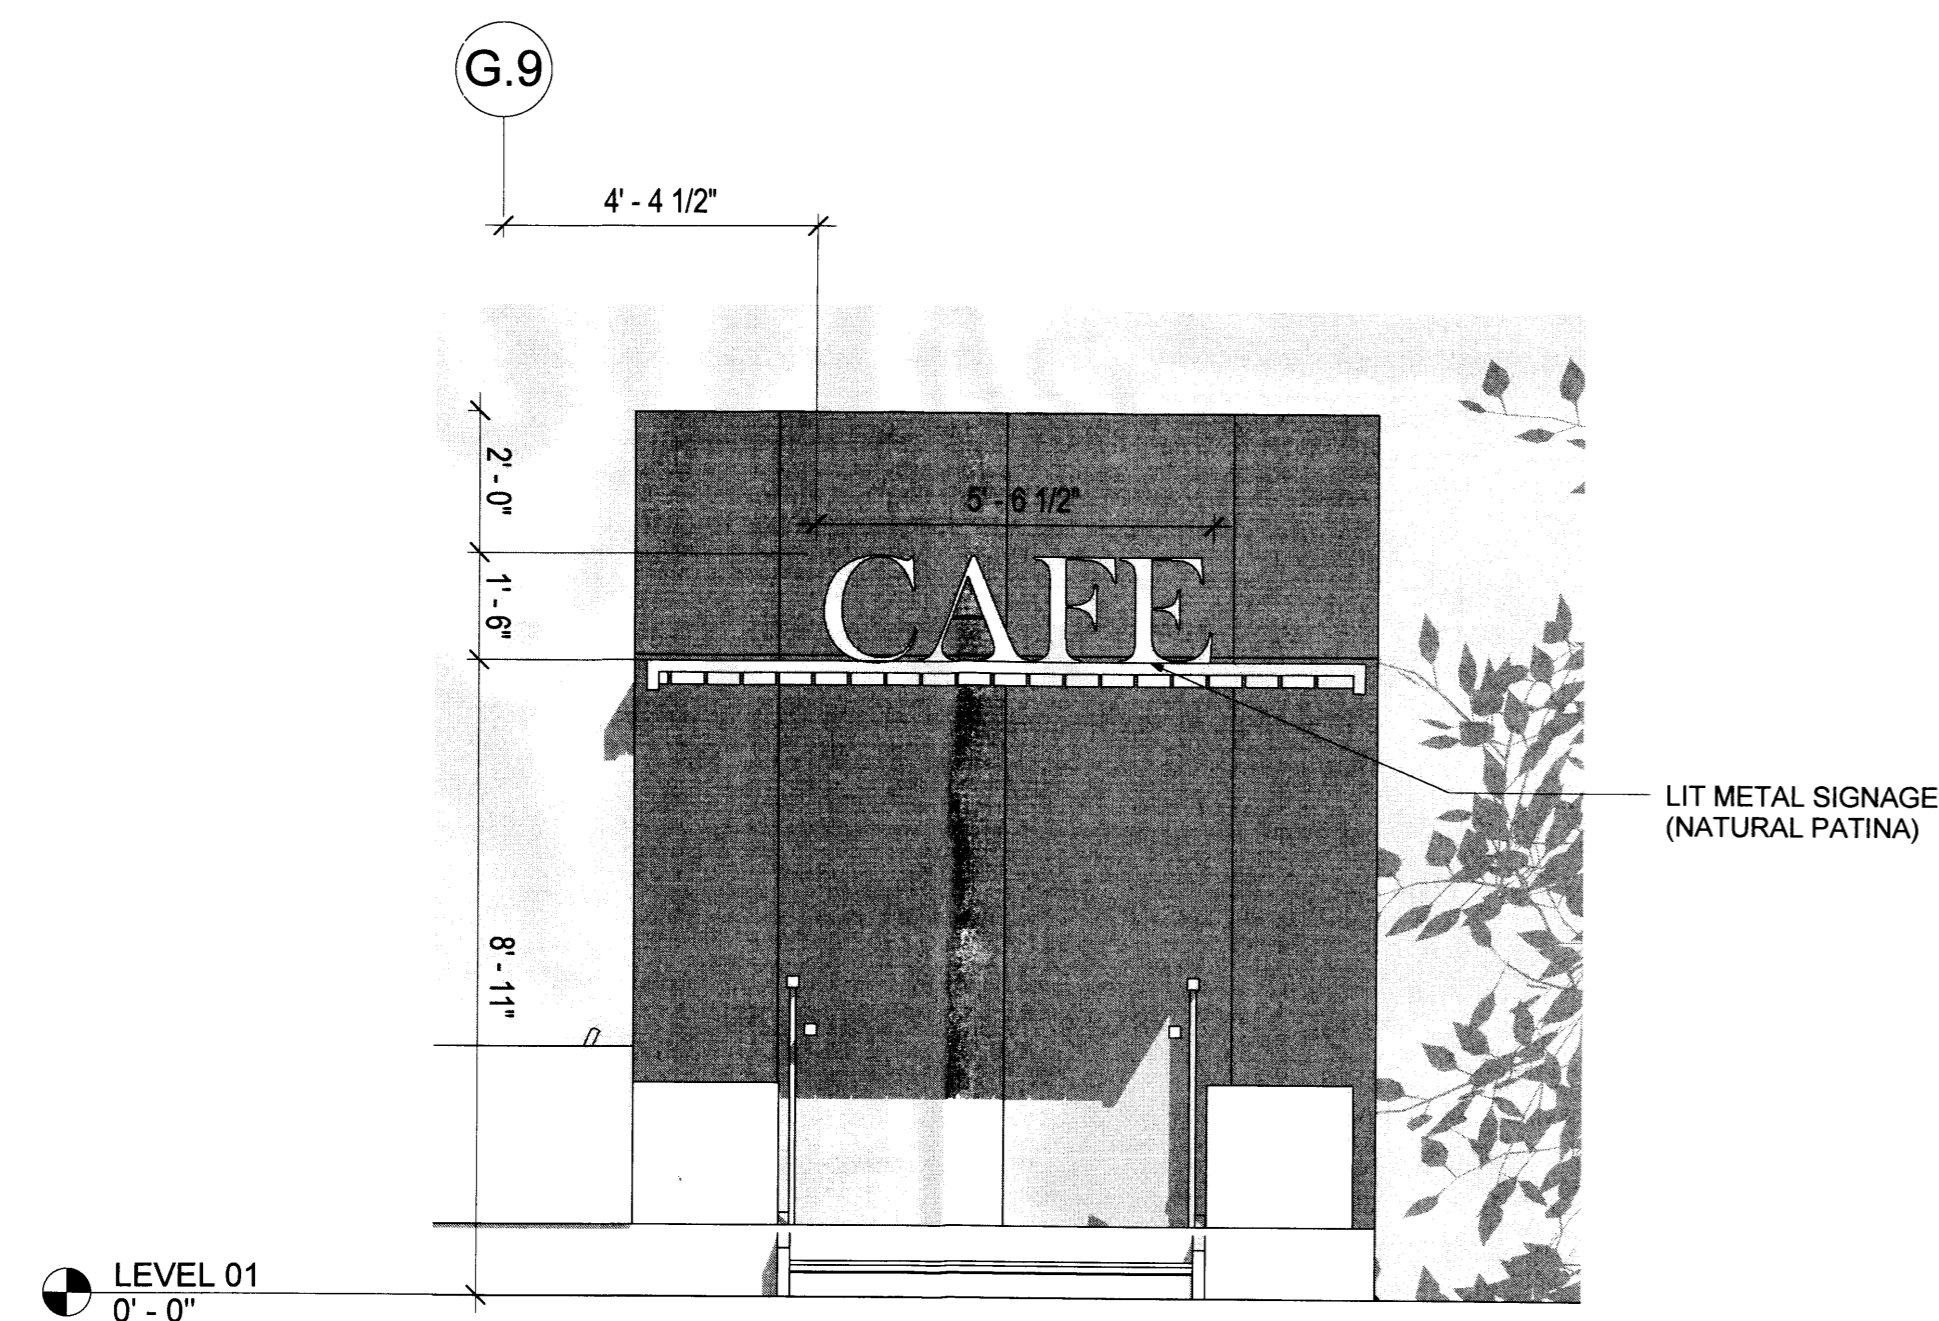 G.9
4' - 4 1/2"
2' - 0"
5' - 6 1/2"
CAFE
1' - 6"
LIT METAL SIGNAGE
(NATURAL PATINA)
8' - 11"
LEVEL 01
0' - 0"